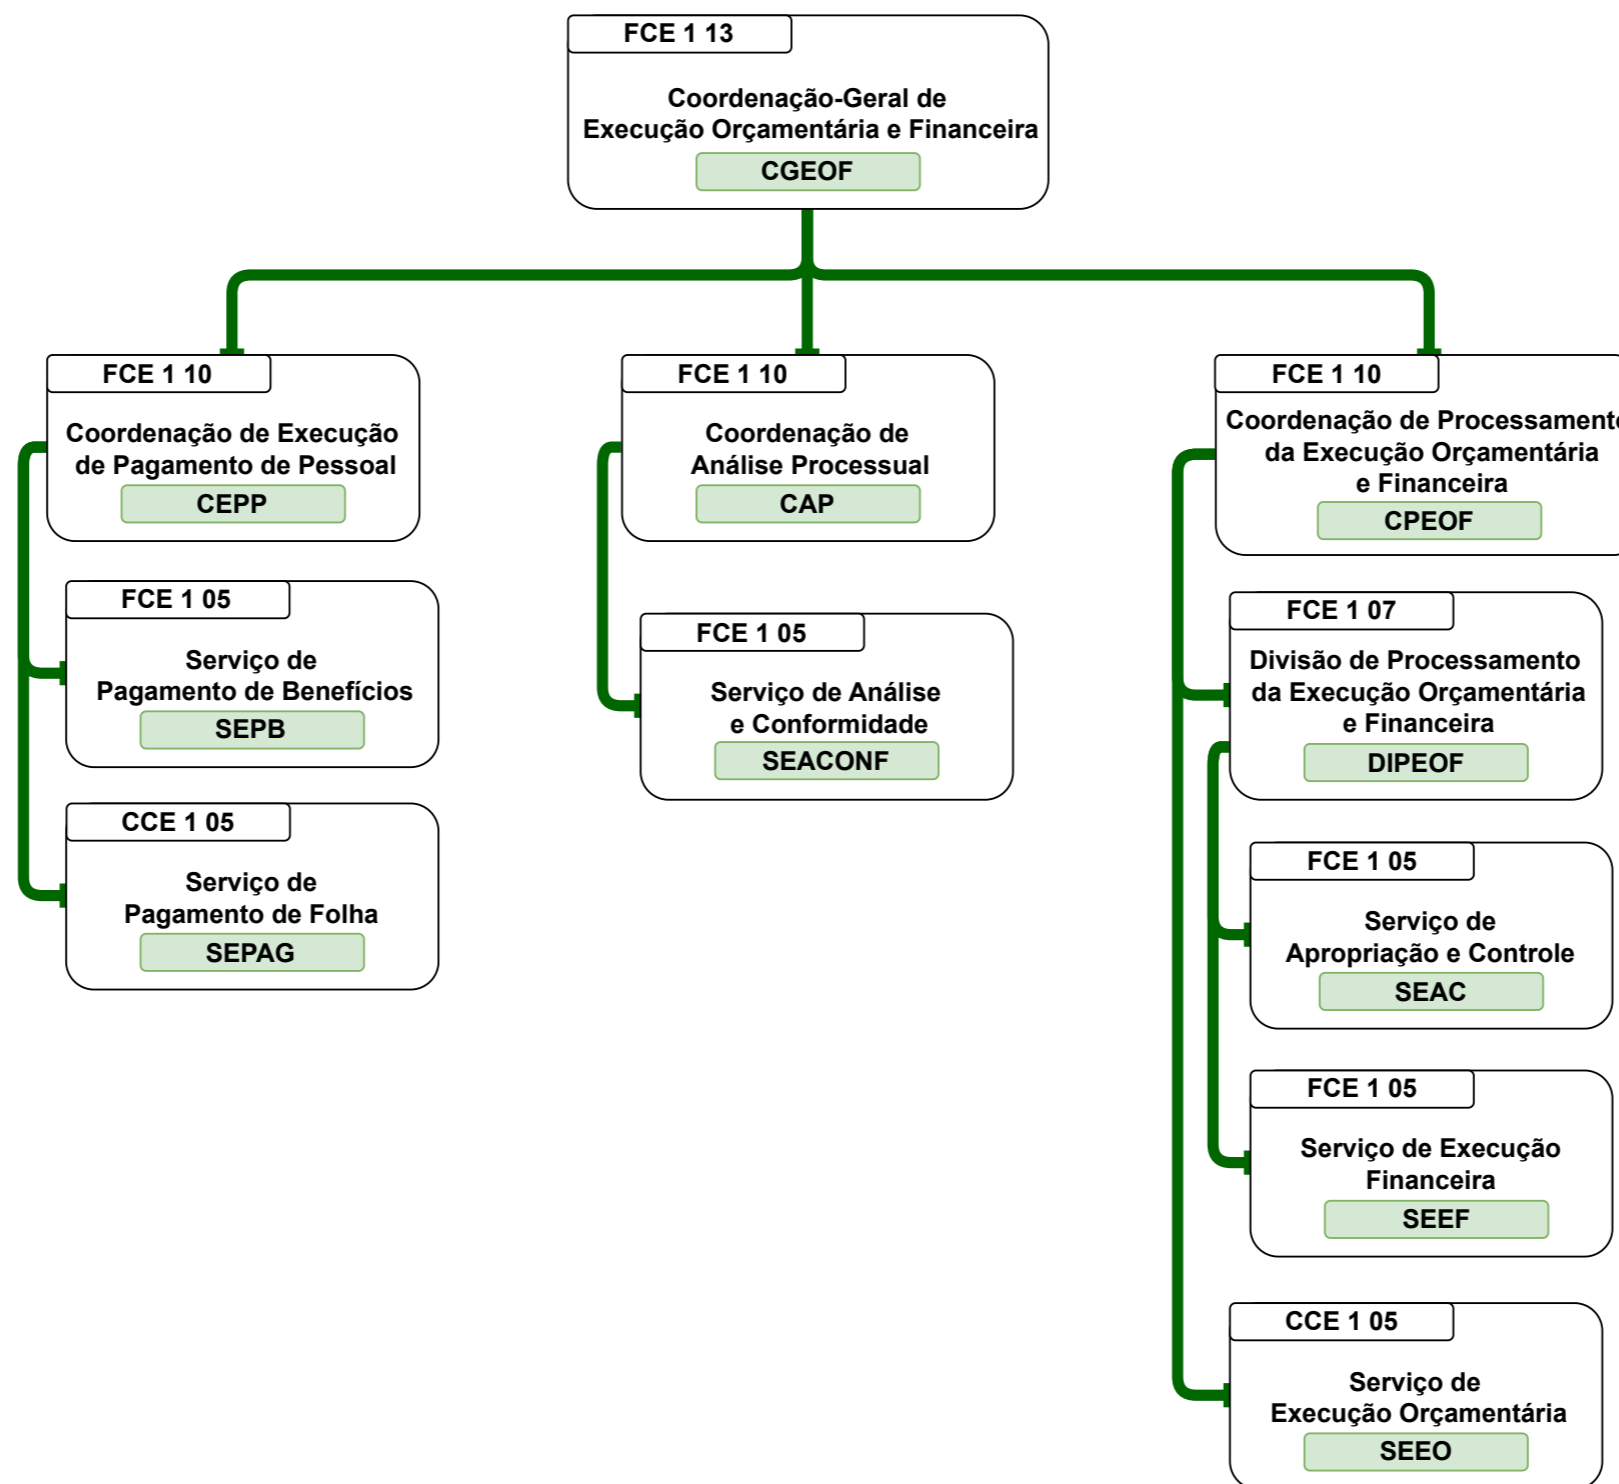 FCE 1 13
Coordenação-Geral de
Execução Orçamentária e Financeira
CGEOF
FCE 1 10
Coordenação de Execução
de Pagamento de Pessoal
CEPP
FCE 1 05
Serviço de
Pagamento de Benefícios
SEPB
CCE 1 05
Serviço de
Pagamento de Folha
SEPAG
FCE 1 10
Coordenação de
Análise Processual
CAP
FCE 1 05
Serviço de Análise
e Conformidade
SEACONF
FCE 1 10
Coordenação de Processamento
da Execução Orçamentária
e Financeira
CPEOF
FCE 1 07
Divisão de Processamento
da Execução Orçamentária
e Financeira
DIPEOF
FCE 1 05
Serviço de
Apropriação e Controle
SEAC
FCE 1 05
Serviço de Execução
Financeira
SEEF
CCE 1 05
Serviço de
Execução Orçamentária
SEEO